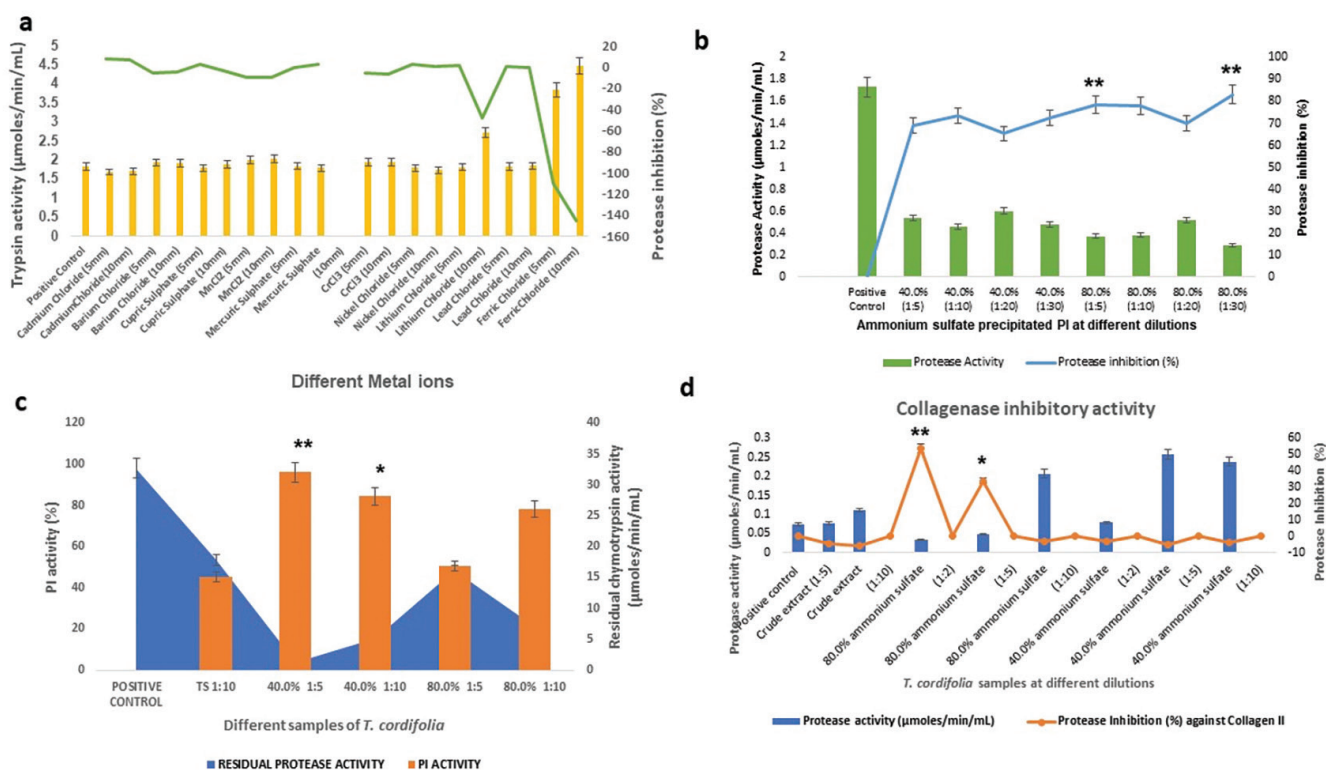 a
Trypsin activity (µmoles/min/mL)
5
4.5
4
3.5
3
2.5
2
1.5
1
0.5
0
20
0
-20
-40
-60
-80
-100
-120
-140
-160
Protease inhibition (%)
Positive Control
Cadmium Chloride (5mm)
CadmiumChloride (10mm)
Barium Chloride (5mm)
Barium Chloride (10mm)
Cupric Sulphate (5mm)
Cupric Sulphate (10mm)
MnCl2 (5mm)
MnCl2 (10mm)
Mercuric Sulphate (5mm)
Mercuric Sulphate
(10mm)
CrCl3 (5mm)
CrCl3 (10mm)
Nickel Chloride (5mm)
Nickel Chloride (10mm)
Lithium Chloride (5mm)
Lithium Chloride (10mm)
Lead Chloride (5mm)
Lead Chloride (10mm)
Ferric Chloride (5mm)
FerricChloride (10mm)
Different Metal ions
b
Protease Activity (µmoles/min/mL)
2
1.8
1.6
1.4
1.2
1
0.8
0.6
0.4
0.2
0
**
**
100
90
80
70
60
50
40
30
20
10
0
Protease inhibition (%)
Positive Control
40.0% (1:5)
40.0% (1:10)
40.0% (1:20)
40.0% (1:30)
80.0% (1:5)
80.0% (1:10)
80.0% (1:20)
80.0% (1:30)
Ammonium sulfate precipitated PI at different dilutions
Protease Activity
Protease inhibition (%)
c
PI activity (%)
120
100
80
60
40
20
0
**
*
40
35
30
25
20
15
10
5
0
Residual chymotrypsin activity
(µmoles/min/mL)
POSITIVE CONTROL
TS 1:10
40.0% 1:5
40.0% 1:10
80.0% 1:5
80.0% 1:10
Different samples of T. cordifolia
RESIDUAL PROTEASE ACTIVITY
PI ACTIVITY
d
Collagenase inhibitory activity
Protease activity (µmoles/min/mL)
0.3
0.25
0.2
0.15
0.1
0.05
0
**
*
60
50
40
30
20
10
0
-10
Protease Inhibition (%)
Positive control
Crude extract (1:5)
Crude extract
(1:10)
80.0% ammonium sulfate
(1:2)
80.0% ammonium sulfate
(1:5)
80.0% ammonium sulfate
(1:10)
40.0% ammonium sulfate
(1:2)
40.0% ammonium sulfate
(1:5)
40.0% ammonium sulfate
(1:10)
T. cordifolia samples at different dilutions
Protease activity (µmoles/min/mL)
Protease Inhibition (%) against Collagen II